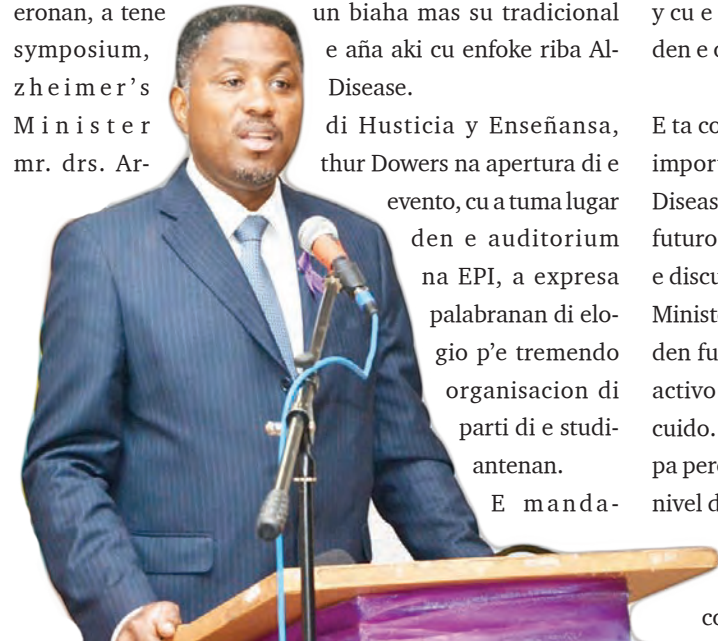 eronan, a tene un biaha mas su tradicional
symposium, e aña aki cu enfoke riba Al-
zheimer’s Disease.
Minister di Husticia y Enseñansa,
mr. drs. Ar- thur Dowers na apertura di e
evento, cu a tuma lugar
den e auditorium
na EPI, a expresa
palabranan di elo-
gio p’e tremendo
organisacion di
parti di e studi-
antenan.
E manda-
y cu e
den e
E ta co
impor
Diseas
futuro
e discu
Ministe
den fu
activo
cuido.
pa per
nivel d
co